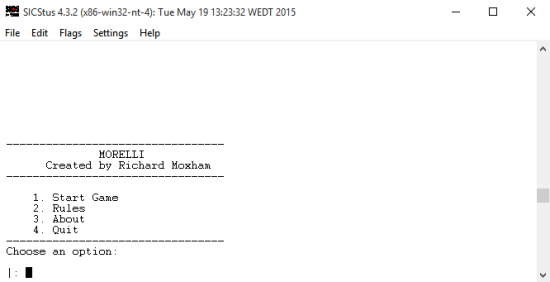 SICStus 4.3.2 (x86-win32-nt-4): Tue May 19 13:23:32 WEDT 2015
File Edit Flags Settings Help
--------------------------------
MORELLI
Created by Richard Moxham
--------------------------------
1. Start Game
2. Rules
3. About
4. Quit
--------------------------------
Choose an option:
|: